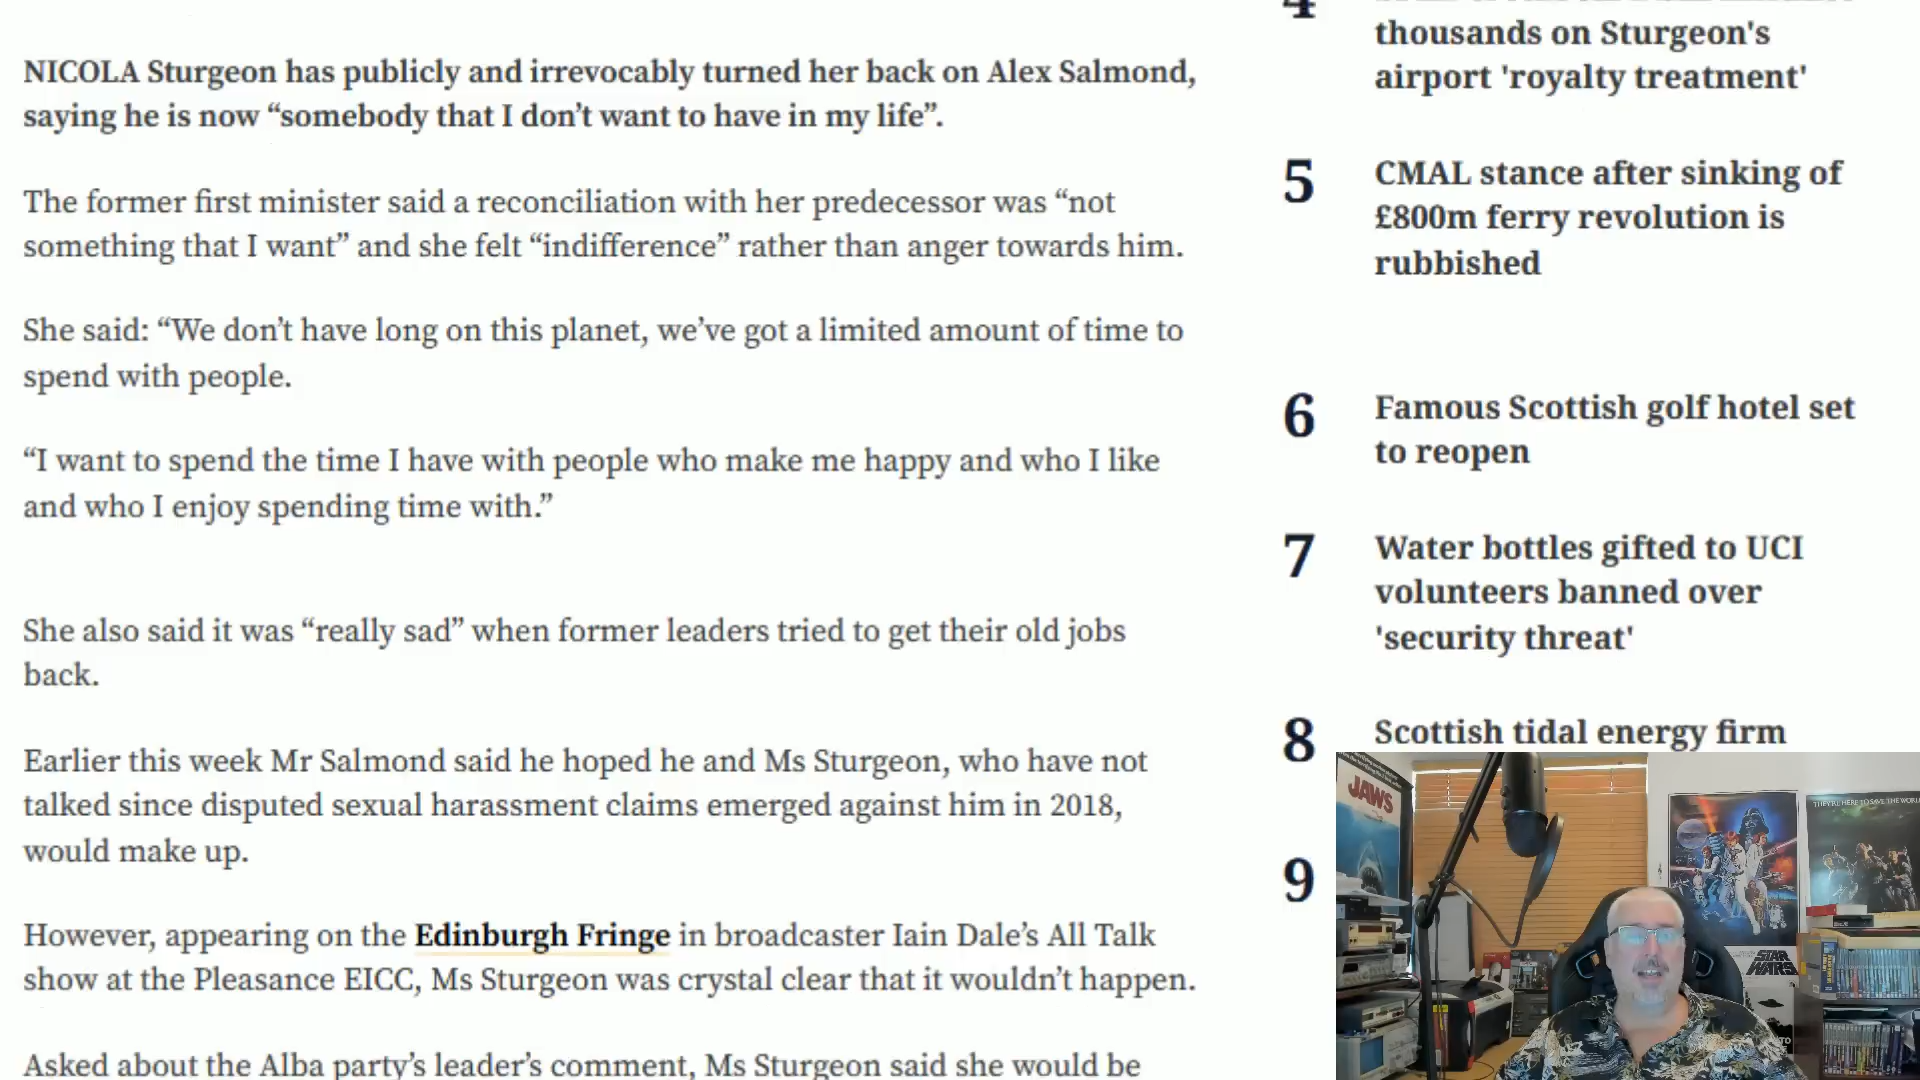 NICOLA Sturgeon has publicly and irrevocably turned her back on Alex Salmond,
saying he is now “somebody that I don’t want to have in my life”.
The former first minister said a reconciliation with her predecessor was “not
something that I want” and she felt “indifference” rather than anger towards him.
She said: “We don’t have long on this planet, we’ve got a limited amount of time to
spend with people.
“I want to spend the time I have with people who make me happy and who I like
and who I enjoy spending time with.”
She also said it was “really sad” when former leaders tried to get their old jobs
back.
Earlier this week Mr Salmond said he hoped he and Ms Sturgeon, who have not
talked since disputed sexual harassment claims emerged against him in 2018,
would make up.
However, appearing on the Edinburgh Fringe in broadcaster Iain Dale’s All Talk
show at the Pleasance EICC, Ms Sturgeon was crystal clear that it wouldn’t happen.
Asked about the Alba party’s leader’s comment, Ms Sturgeon said she would be
4
thousands on Sturgeon's
airport 'royalty treatment'
5
CMAL stance after sinking of
£800m ferry revolution is
rubbished
6
Famous Scottish golf hotel set
to reopen
7
Water bottles gifted to UCI
volunteers banned over
'security threat'
8
Scottish tidal energy firm
9
JAWS
THEY'RE HERE TO SAVE THE WORLD
STAR
WARS